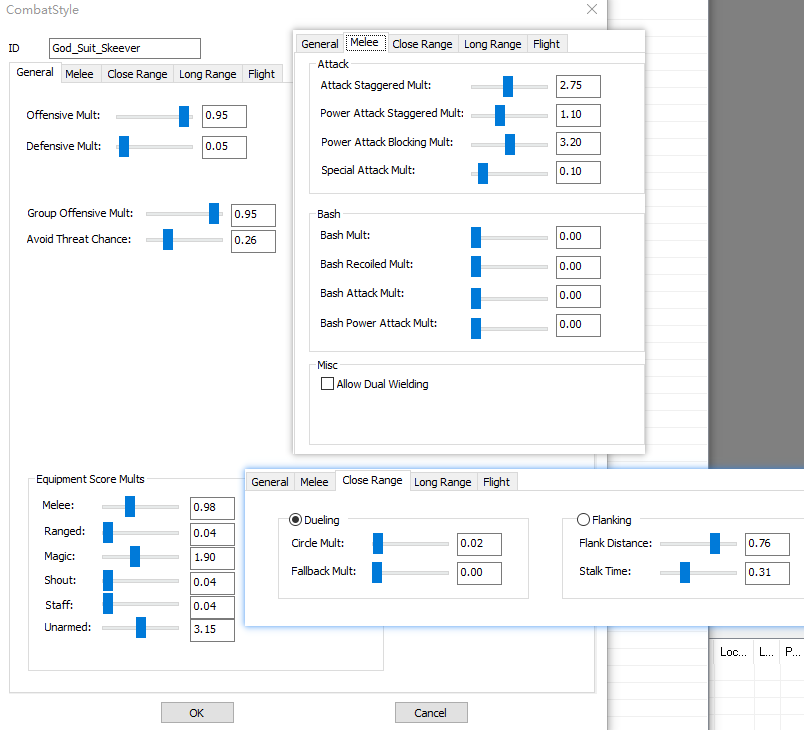 CombatStyle
ID God_Suit_Skeever
General Melee Close Range Long Range Flight
Offensive Mult: 0.95
Defensive Mult: 0.05
Group Offensive Mult: 0.95
Avoid Threat Chance: 0.26
Equipment Score Mults
Melee: 0.98
Ranged: 0.04
Magic: 1.90
Shout: 0.04
Staff: 0.04
Unarmed: 3.15
OK Cancel
General Melee Close Range Long Range Flight
Attack
Attack Staggered Mult: 2.75
Power Attack Staggered Mult: 1.10
Power Attack Blocking Mult: 3.20
Special Attack Mult: 0.10
Bash
Bash Mult: 0.00
Bash Recoiled Mult: 0.00
Bash Attack Mult: 0.00
Bash Power Attack Mult: 0.00
Misc
Allow Dual Wielding
General Melee Close Range Long Range Flight
Dueling
Circle Mult: 0.02
Fallback Mult: 0.00
Flanking
Flank Distance: 0.76
Stalk Time: 0.31
Loc... L... P...